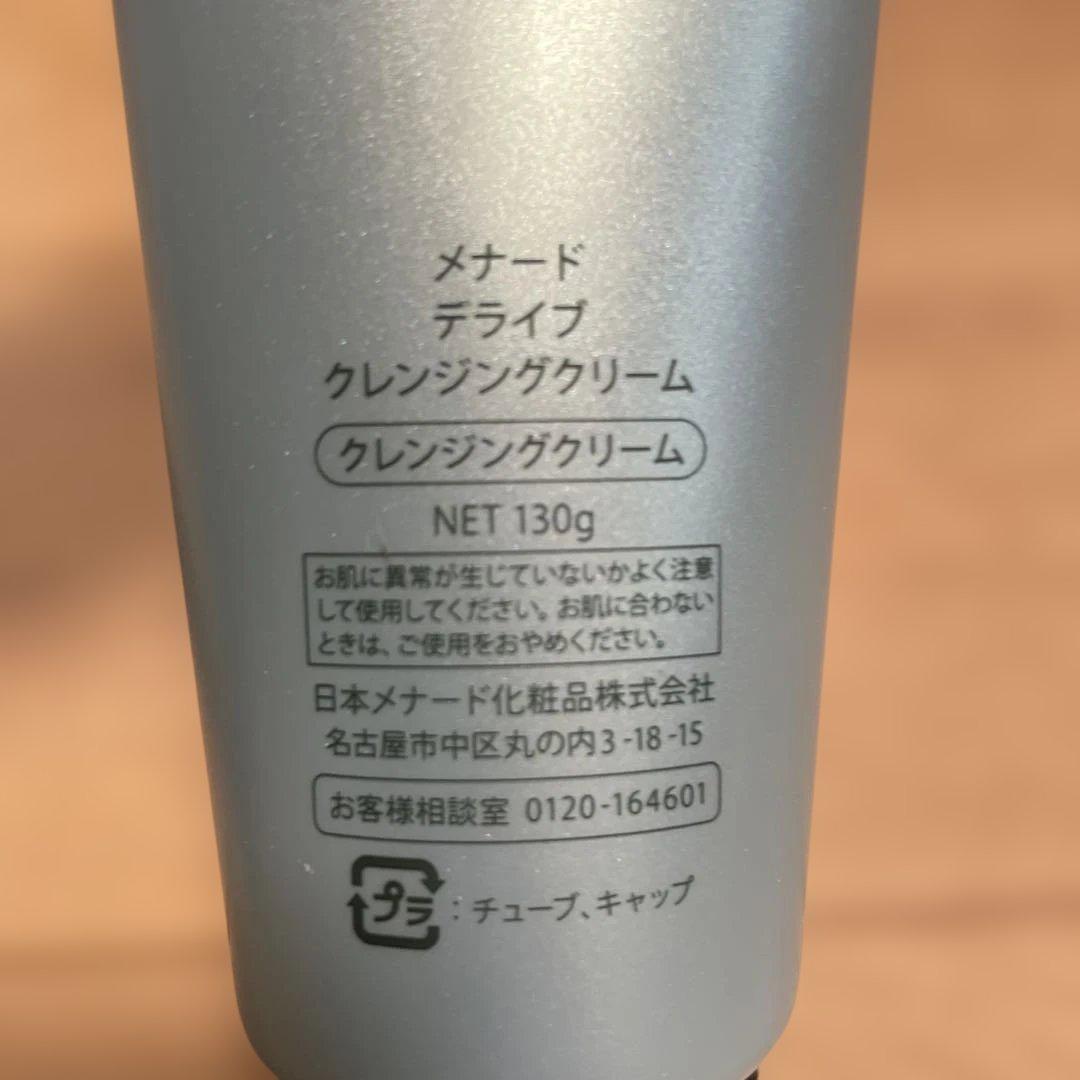 メナード
デライブ
クレンジングクリーム
クレンジングクリーム
NET 130g
お肌に異常が生じていないかよく注意
して使用してください。お肌に合わない
ときは、ご使用をおやめください。
日本メナード化粧品株式会社
名古屋市中区丸の内3-18-15
お客様相談室 0120-164601
プラ : チューブ、キャップ